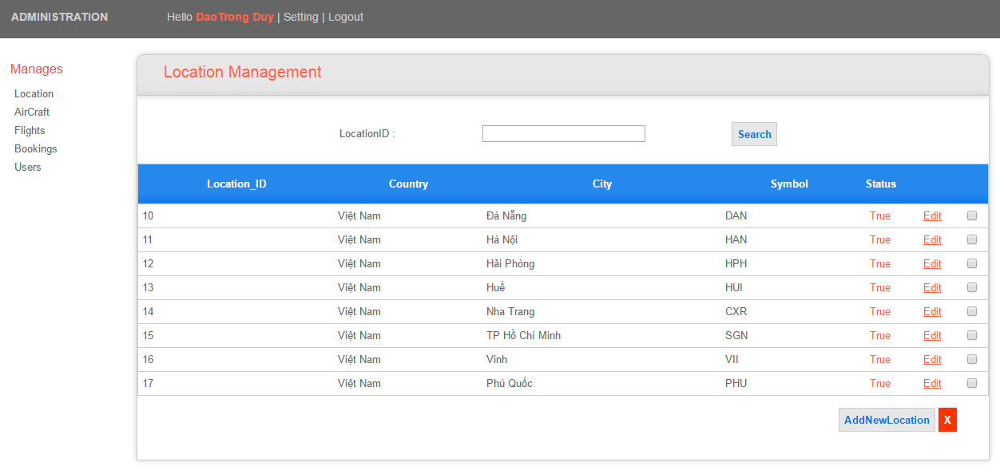 ADMINISTRATION Hello DaoTrong Duy | Setting | Logout
Manages
Location
AirCraft
Flights
Bookings
Users
Location Management
LocationID : Search
Location_ID Country City Symbol Status
10 Việt Nam Đà Nẵng DAN True Edit
11 Việt Nam Hà Nội HAN True Edit
12 Việt Nam Hải Phòng HPH True Edit
13 Việt Nam Huế HUI True Edit
14 Việt Nam Nha Trang CXR True Edit
15 Việt Nam TP Hồ Chí Minh SGN True Edit
16 Việt Nam Vinh VII True Edit
17 Việt Nam Phú Quốc PHU True Edit
AddNewLocation X